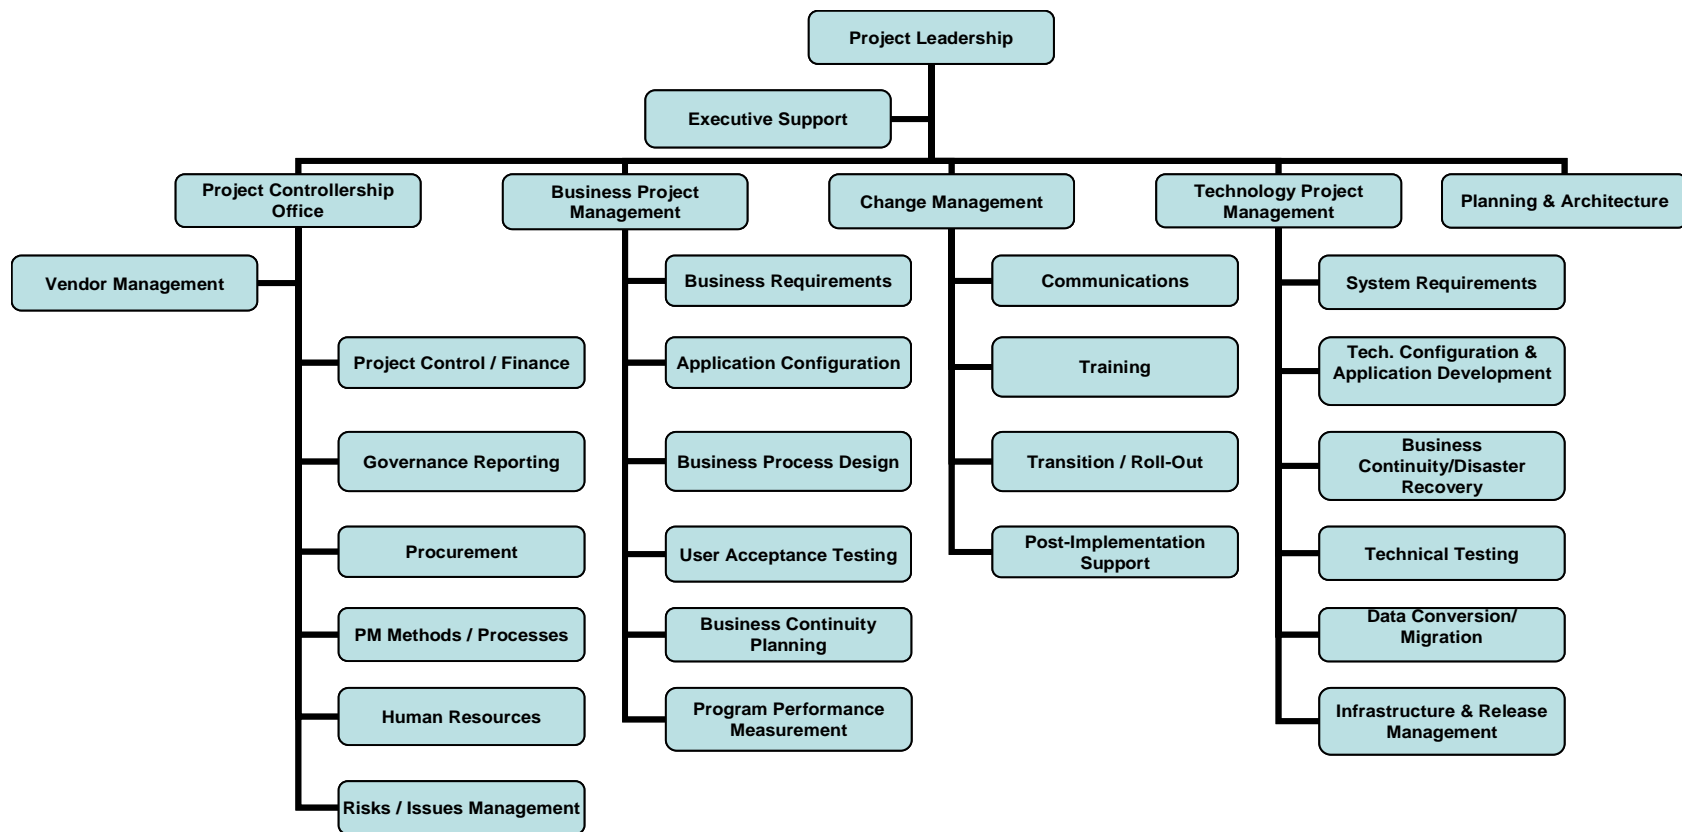 Project Leadership
Executive Support
Project Controllership
Office
Business Project
Management
Change Management
Technology Project
Management
Planning & Architecture
Vendor Management
Project Control / Finance
Governance Reporting
Procurement
PM Methods / Processes
Human Resources
Risks / Issues Management
Business Requirements
Application Configuration
Business Process Design
User Acceptance Testing
Business Continuity
Planning
Program Performance
Measurement
Communications
Training
Transition / Roll-Out
Post-Implementation
Support
System Requirements
Tech. Configuration &
Application Development
Business
Continuity/Disaster
Recovery
Technical Testing
Data Conversion/
Migration
Infrastructure & Release
Management